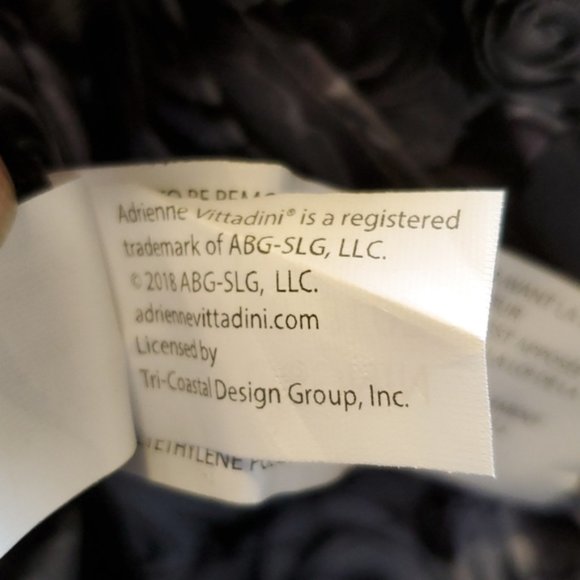 Adrienne Vittadini® is a registered
trademark of ABG-SLG, LLC.
© 2018 ABG-SLG, LLC.
adriennevittadini.com
Licensed by
Tri-Coastal Design Group, Inc.